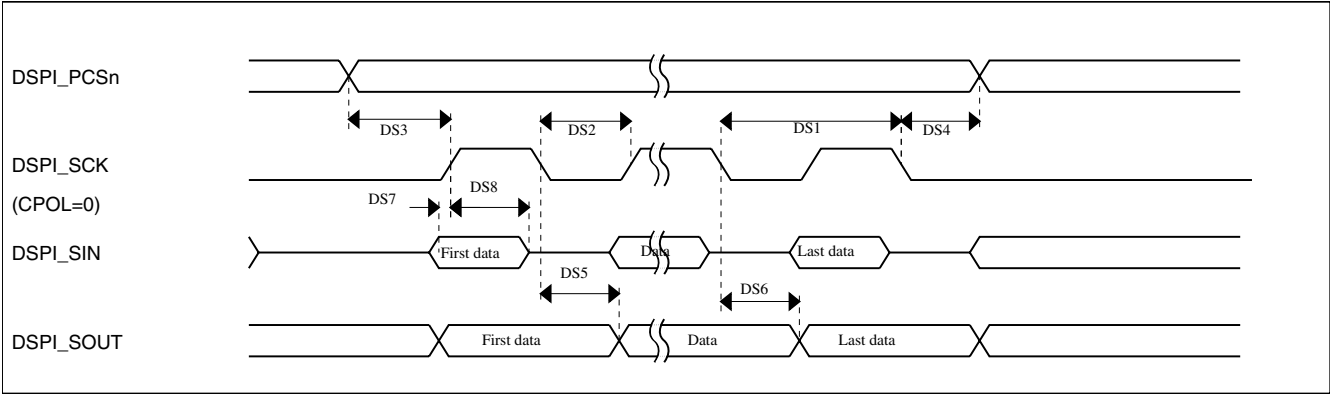 DSPI_PCSn
DS3
DS2
DS1
DS4
DSPI_SCK
(CPOL=0)
DS7
DS8
DSPI_SIN
First data
Data
Last data
DS5
DS6
DSPI_SOUT
First data
Data
Last data